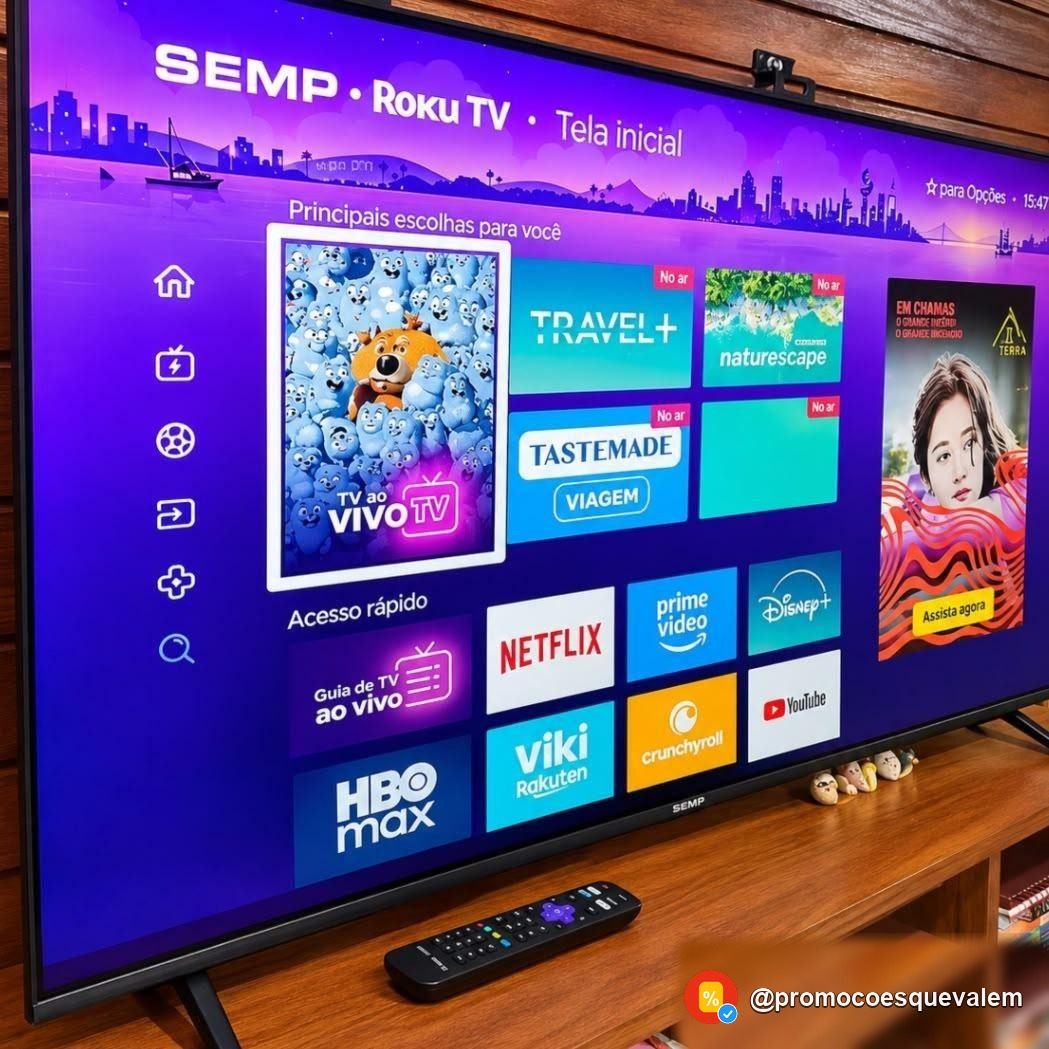 SEMP • Roku TV • Tela inicial
☆ para Opções • 15:47
Principais escolhas para você
TV ao
VIVO TV
No ar
TRAVEL+
No ar
naturescape
No ar
TASTEMADE
VIAGEM
No ar
EM CHAMAS
TERRA
Assista agora
Acesso rápido
Guia de TV
ao vivo
NETFLIX
prime
video
Disney+
HBO
max
viki
Rakuten
crunchyroll
YouTube
SEMP
%
@promocoesquevalem